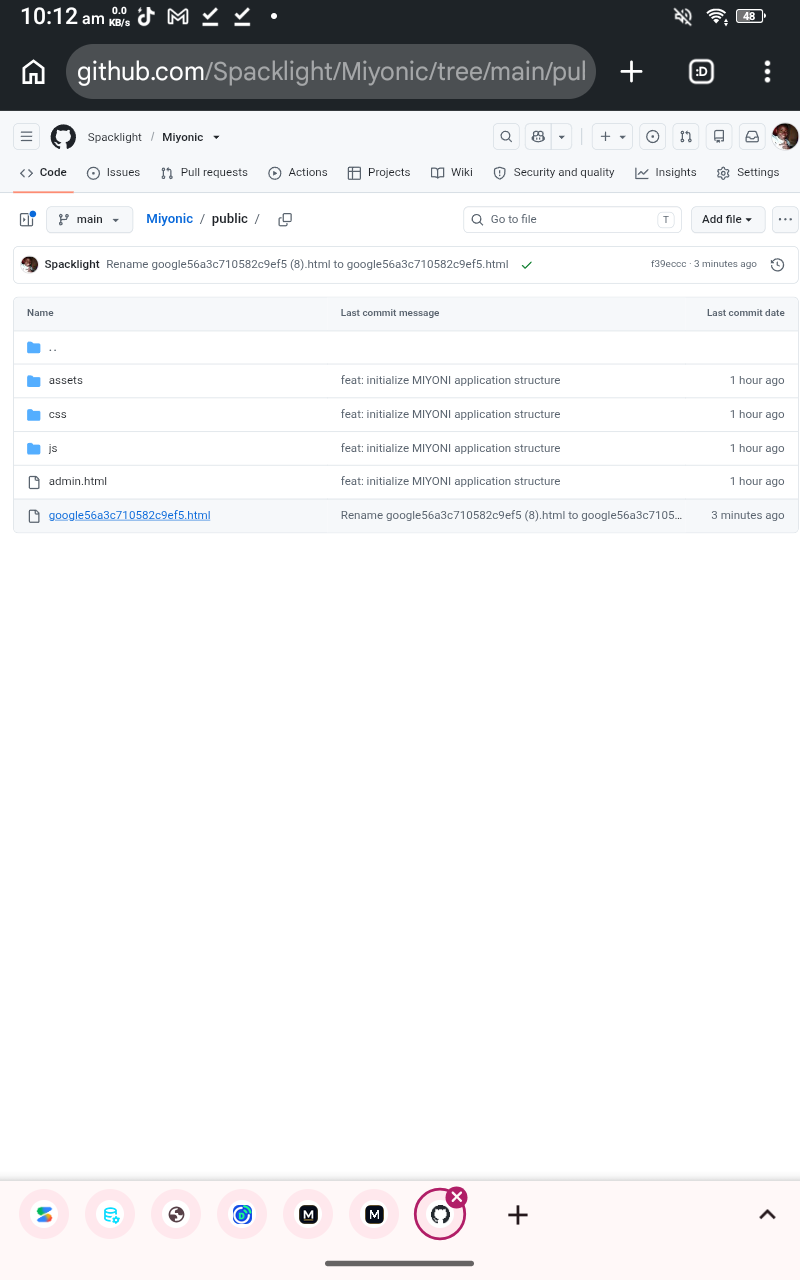 10:12 am 0.0 KB/s 48
github.com/Spacklight/Miyonic/tree/main/pul
Spacklight / Miyonic
Code Issues Pull requests Actions Projects Wiki Security and quality Insights Settings
main Miyonic / public / Go to file T Add file
Spacklight Rename google56a3c710582c9ef5 (8).html to google56a3c710582c9ef5.html f39eccc · 3 minutes ago
Name Last commit message Last commit date
..
assets feat: initialize MIYONI application structure 1 hour ago
css feat: initialize MIYONI application structure 1 hour ago
js feat: initialize MIYONI application structure 1 hour ago
admin.html feat: initialize MIYONI application structure 1 hour ago
google56a3c710582c9ef5.html Rename google56a3c710582c9ef5 (8).html to google56a3c7105... 3 minutes ago